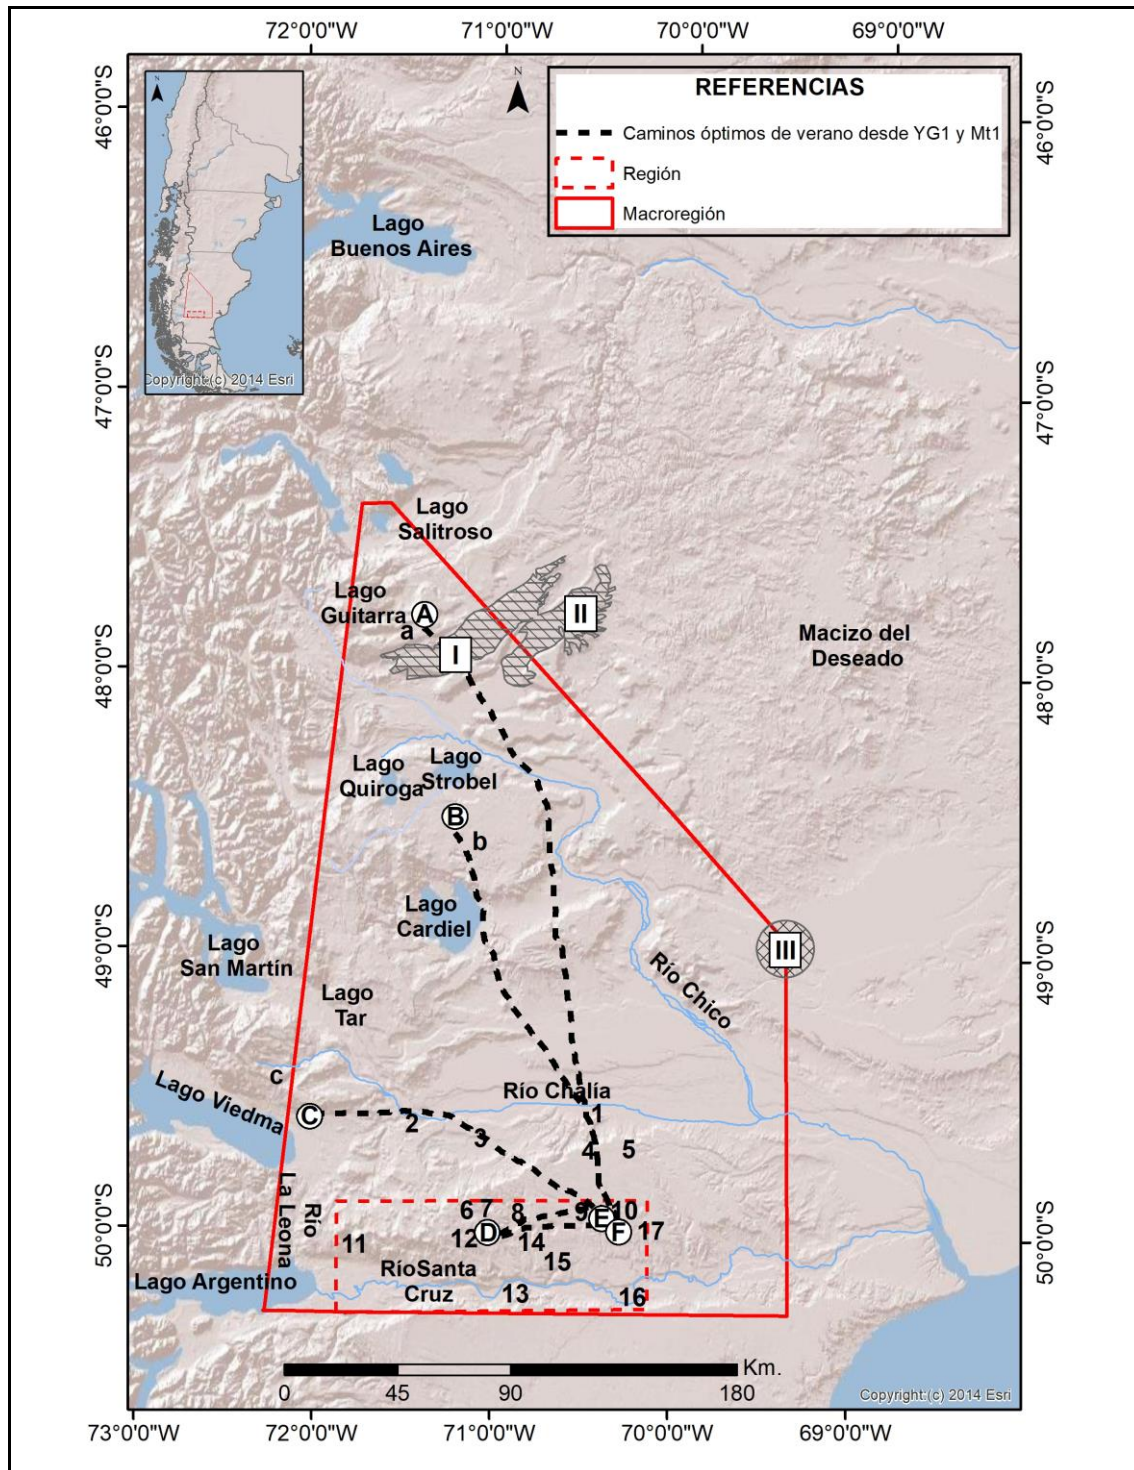 72°0'0"W
71°0'0"W
70°0'0"W
69°0'0"W
46°0'0"S
46°0'0"S
N
N
REFERENCIAS
Caminos óptimos de verano desde YG1 y Mt1
Región
Macroregión
Copyright:(c) 2014 Esri
Lago
Buenos Aires
47°0'0"S
47°0'0"S
Lago
Salitroso
Lago
Guitarra
A
a
I
II
Macizo del
Deseado
48°0'0"S
48°0'0"S
Lago
Quiroga
Lago
Strobel
B
b
Lago
Cardiel
49°0'0"S
49°0'0"S
Lago
San Martín
III
Río Chico
Lago
Tar
c
Lago Viedma
C
Río Chalía
1
2
3
4
5
Río
La Leona
50°0'0"S
50°0'0"S
6
7
8
9
10
E
F
D
11
12
14
15
17
RíoSanta
Cruz
13
16
Lago Argentino
Km.
0
45
90
180
Copyright:(c) 2014 Esri
73°0'0"W
72°0'0"W
71°0'0"W
70°0'0"W
69°0'0"W